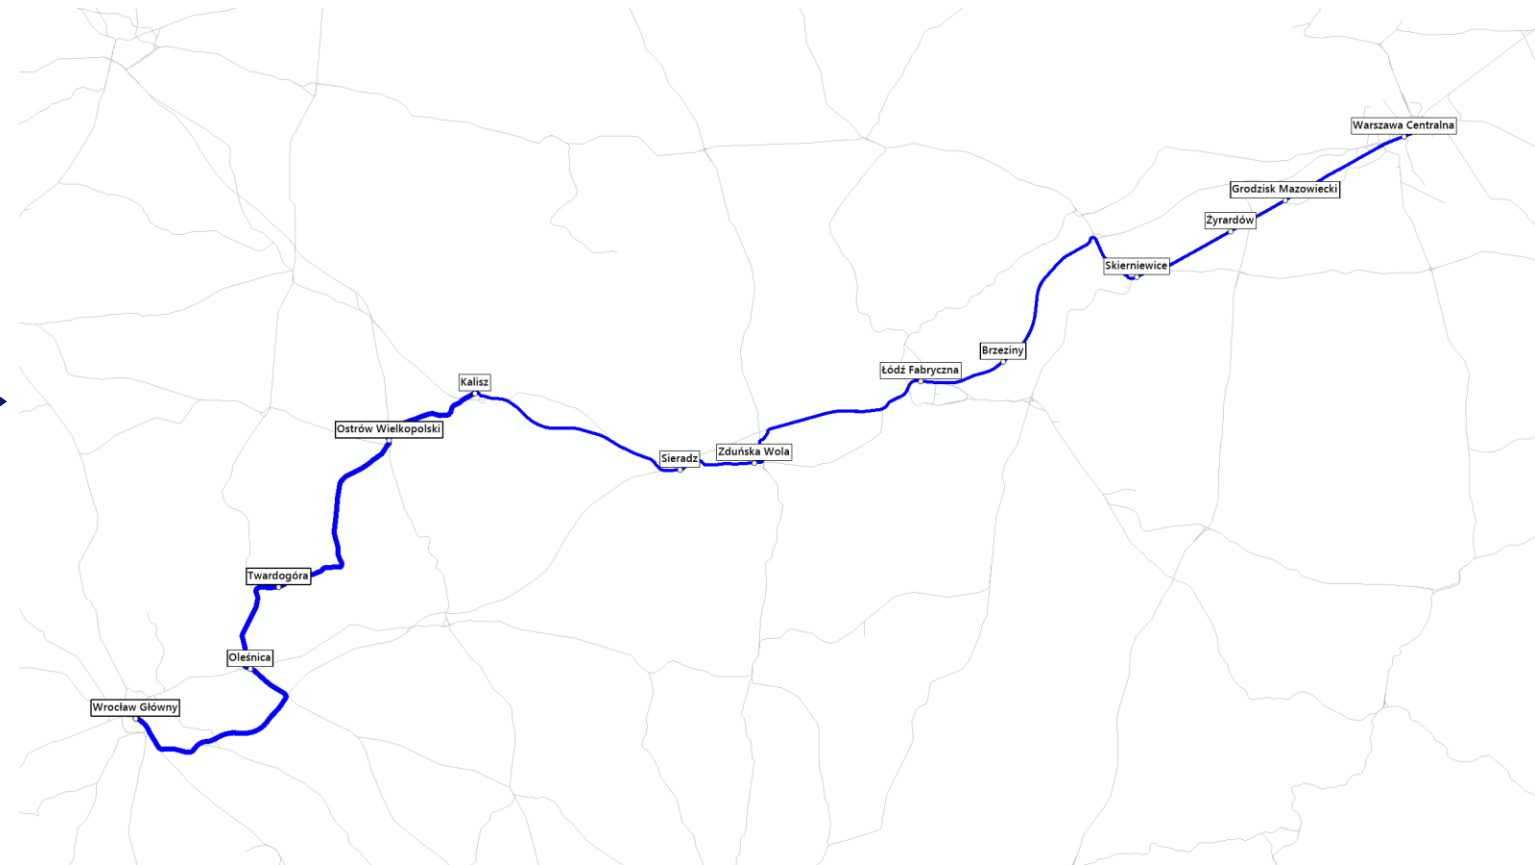 Warszawa Centralna
Grodzisk Mazowiecki
Żyrardów
Skierniewice
Brzeziny
Łódź Fabryczna
Kalisz
Ostrów Wielkopolski
Zduńska Wola
Sieradz
Twardogóra
Oleśnica
Wrocław Główny